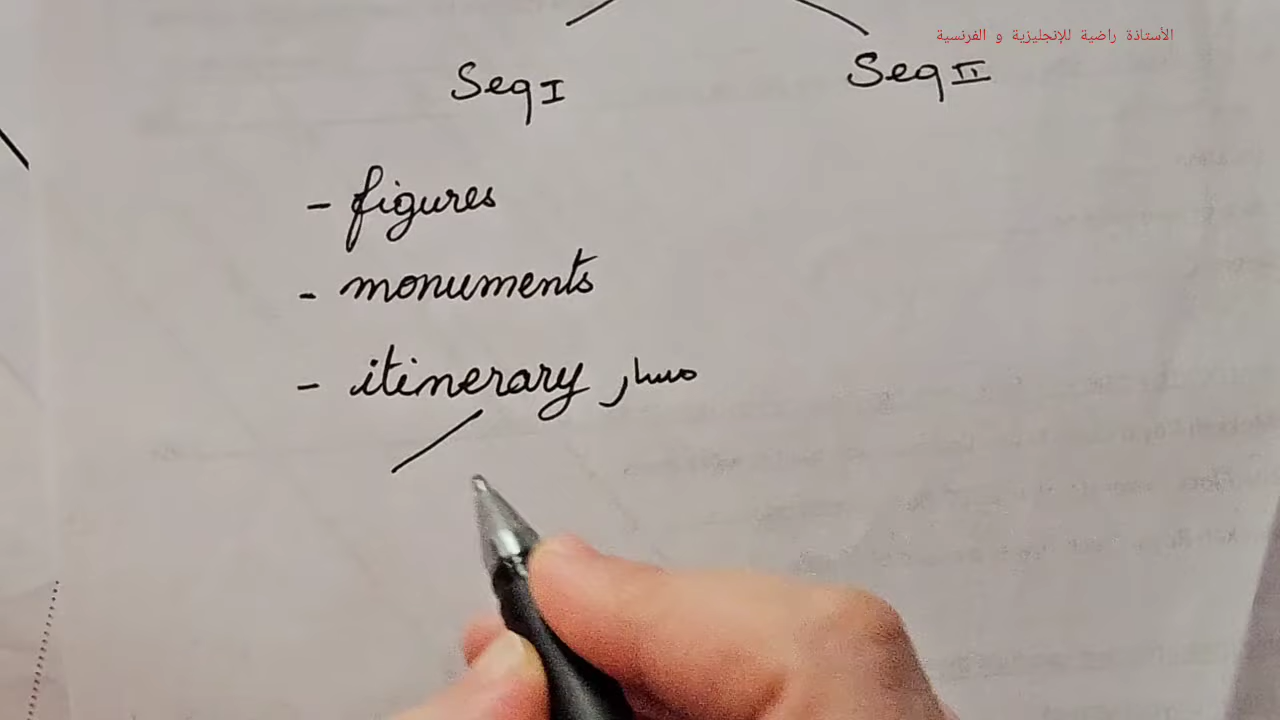 الأستاذة راضية للإنجليزية و الفرنسية
Seq I
Seq II
- figures
- monuments
- itinerary مسار